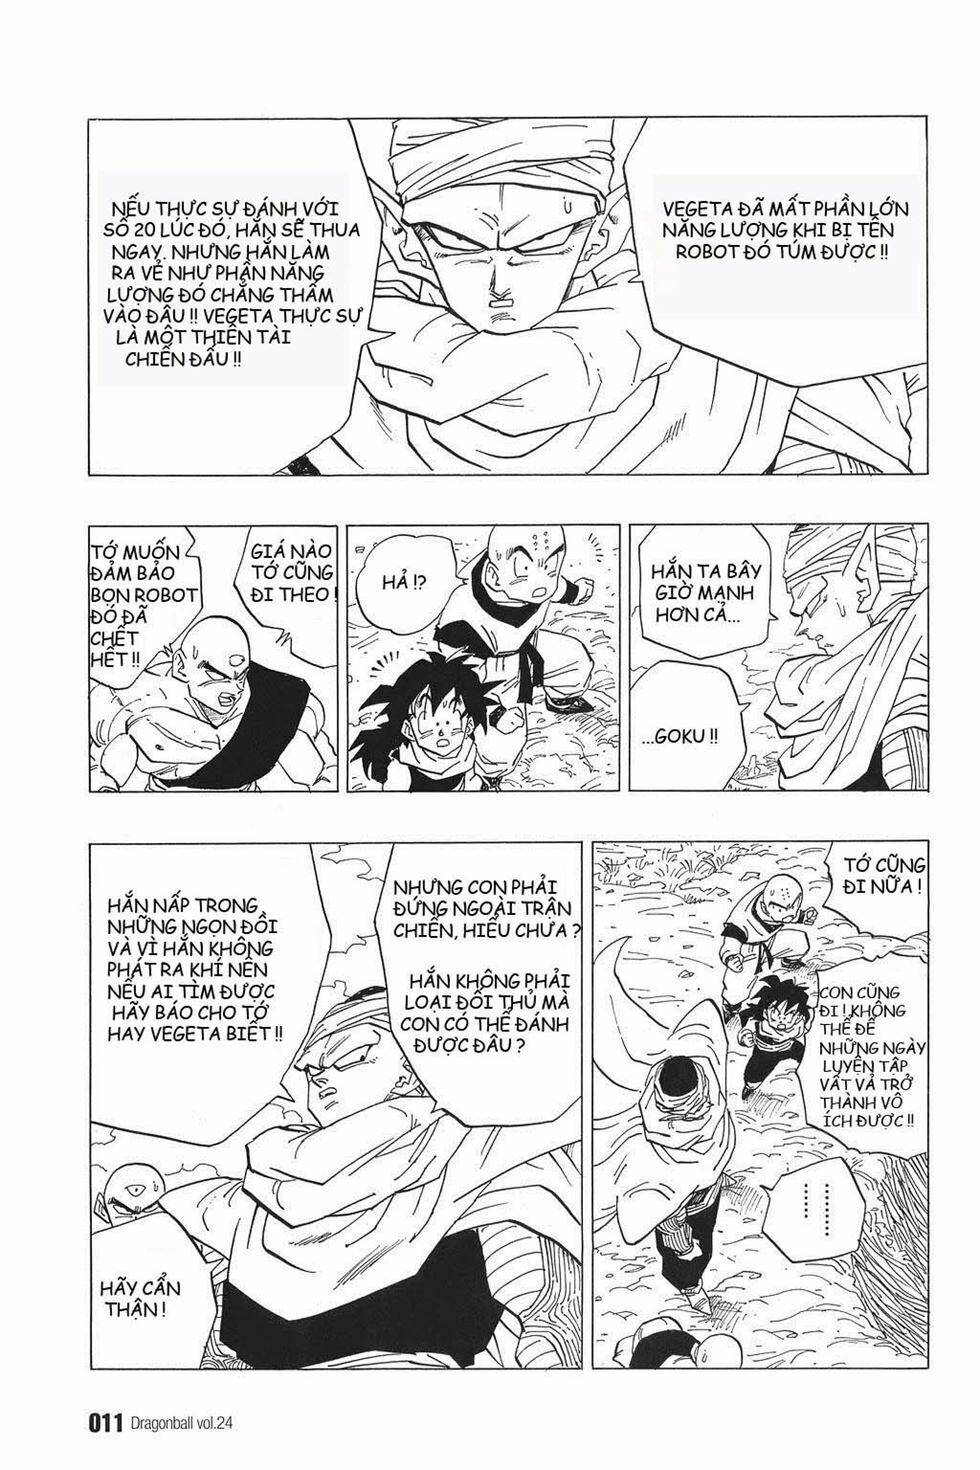 VEGETA ĐÃ MẤT PHẦN LỚN
NĂNG LƯỢNG KHI BỊ TÊN
ROBOT ĐÓ TÚM ĐƯỢC !!
NẾU THỰC SỰ ĐÁNH VỚI
SỐ 20 LÚC ĐÓ, HẮN SẼ THUA
NGAY. NHƯNG HẮN LÀM
RA VẺ NHƯ PHẦN NĂNG
LƯỢNG ĐÓ CHẲNG THẤM
VÀO ĐÂU !! VEGETA THỰC SỰ
LÀ MỘT THIÊN TÀI
CHIẾN ĐẤU !!
HẮN TA BÂY
GIỜ MẠNH
HƠN CẢ...
...GOKU !!
HẢ !?
GIÁ NÀO
TỚ CŨNG
ĐI THEO !
TỚ MUỐN
ĐẢM BẢO
BỌN ROBOT
ĐÓ ĐÃ
CHẾT
HẾT !!
TỚ CŨNG
ĐI NỮA !
CON CŨNG
ĐI ! KHÔNG
THỂ ĐỂ
NHỮNG NGÀY
LUYỆN TẬP
VẤT VẢ TRỞ
THÀNH VÔ
ÍCH ĐƯỢC !!
NHƯNG CON PHẢI
ĐỨNG NGOÀI TRẬN
CHIẾN, HIỂU CHƯA ?
HẮN KHÔNG PHẢI
LOẠI ĐỐI THỦ MÀ
CON CÓ THỂ ĐÁNH
ĐƯỢC ĐÂU ?
HẮN NẤP TRONG
NHỮNG NGỌN ĐỒI
VÀ VÌ HẮN KHÔNG
PHÁT RA KHÍ NÊN
NẾU AI TÌM ĐƯỢC
HÃY BÁO CHO TỚ
HAY VEGETA BIẾT !!
HÃY CẨN
THẬN !
011 Dragonball vol.24